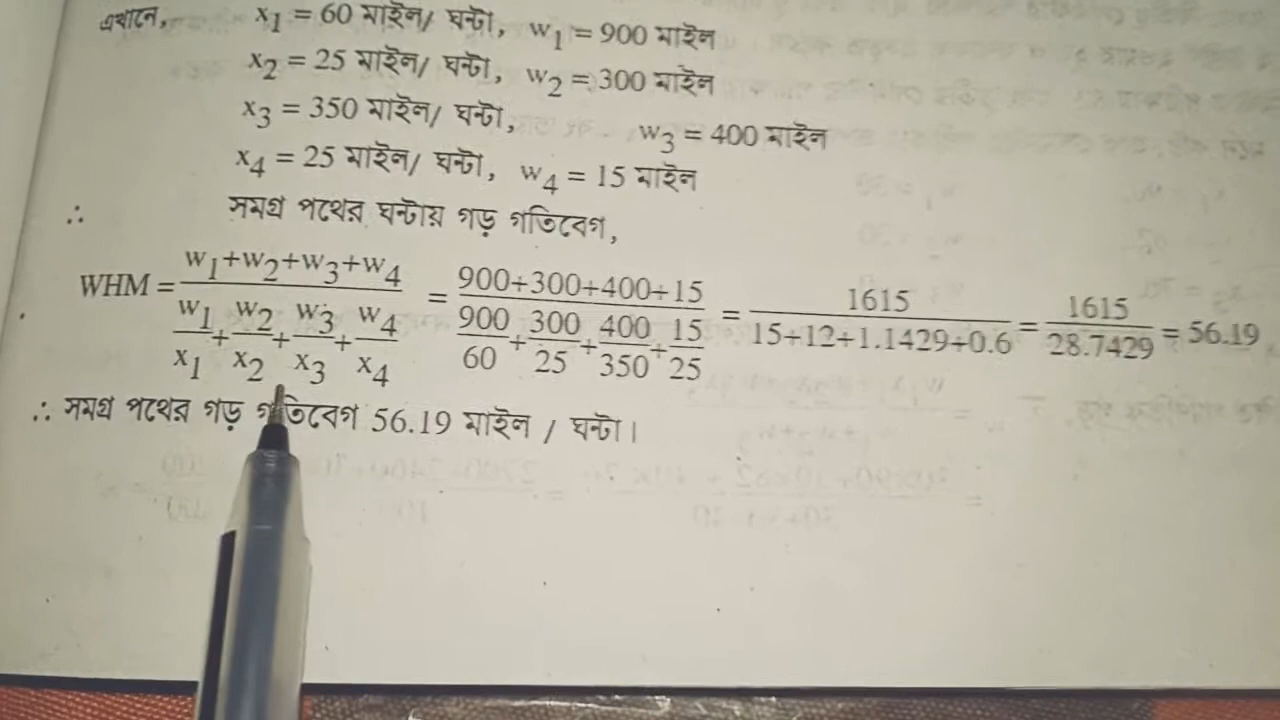 এখানে, x1 = 60 মাইল/ ঘন্টা, w1 = 900 মাইল
x2 = 25 মাইল/ ঘন্টা, w2 = 300 মাইল
x3 = 350 মাইল/ ঘন্টা, w3 = 400 মাইল
x4 = 25 মাইল/ ঘন্টা, w4 = 15 মাইল
∴ সমগ্র পথের ঘন্টায় গড় গতিবেগ,
WHM = (w1+w2+w3+w4)/(w1/x1 + w2/x2 + w3/x3 + w4/x4) = (900+300+400+15)/(900/60 + 300/25 + 400/350 + 15/25) = 1615/(15+12+1.1429+0.6) = 1615/28.7429 = 56.19
∴ সমগ্র পথের গড় গতিবেগ 56.19 মাইল / ঘন্টা।